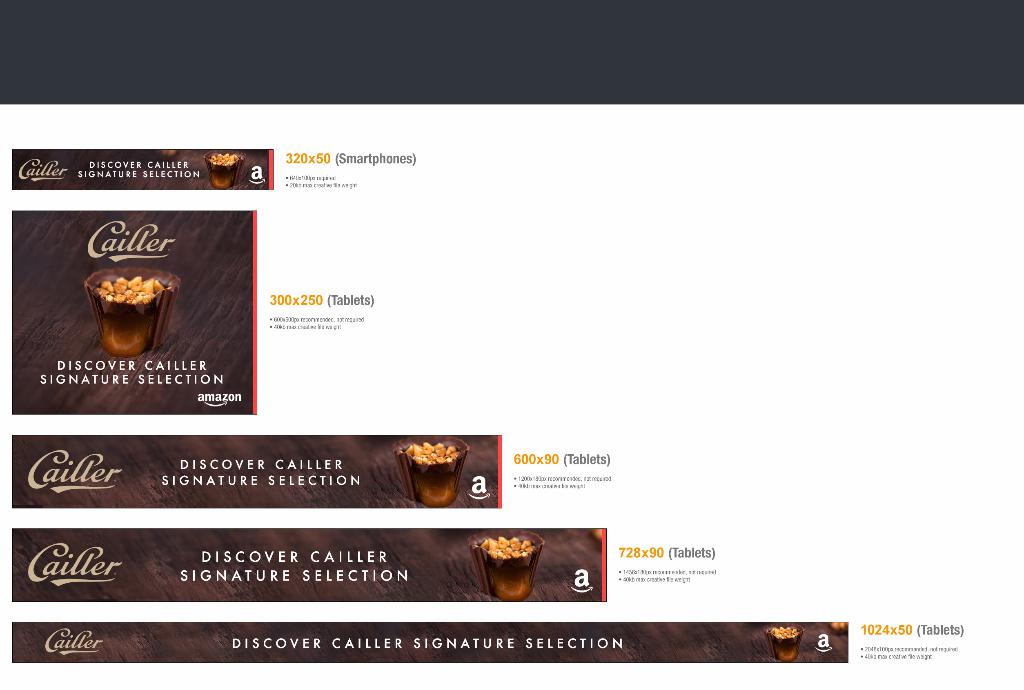 Cailler
DISCOVER CAILLER
SIGNATURE SELECTION
a
320x50 (Smartphones)
• 640x100px required
• 20kb max creative file weight
Cailler
DISCOVER CAILLER
SIGNATURE SELECTION
amazon
300x250 (Tablets)
• 600x500px recommended, not required
• 40kb max creative file weight
Cailler
DISCOVER CAILLER
SIGNATURE SELECTION
a
600x90 (Tablets)
• 1200x180px recommended, not required
• 40kb max creative file weight
Cailler
DISCOVER CAILLER
SIGNATURE SELECTION
a
728x90 (Tablets)
• 1456x180px recommended, not required
• 40kb max creative file weight
Cailler
DISCOVER CAILLER SIGNATURE SELECTION
a
1024x50 (Tablets)
• 2048x100px recommended, not required
• 40kb max creative file weight